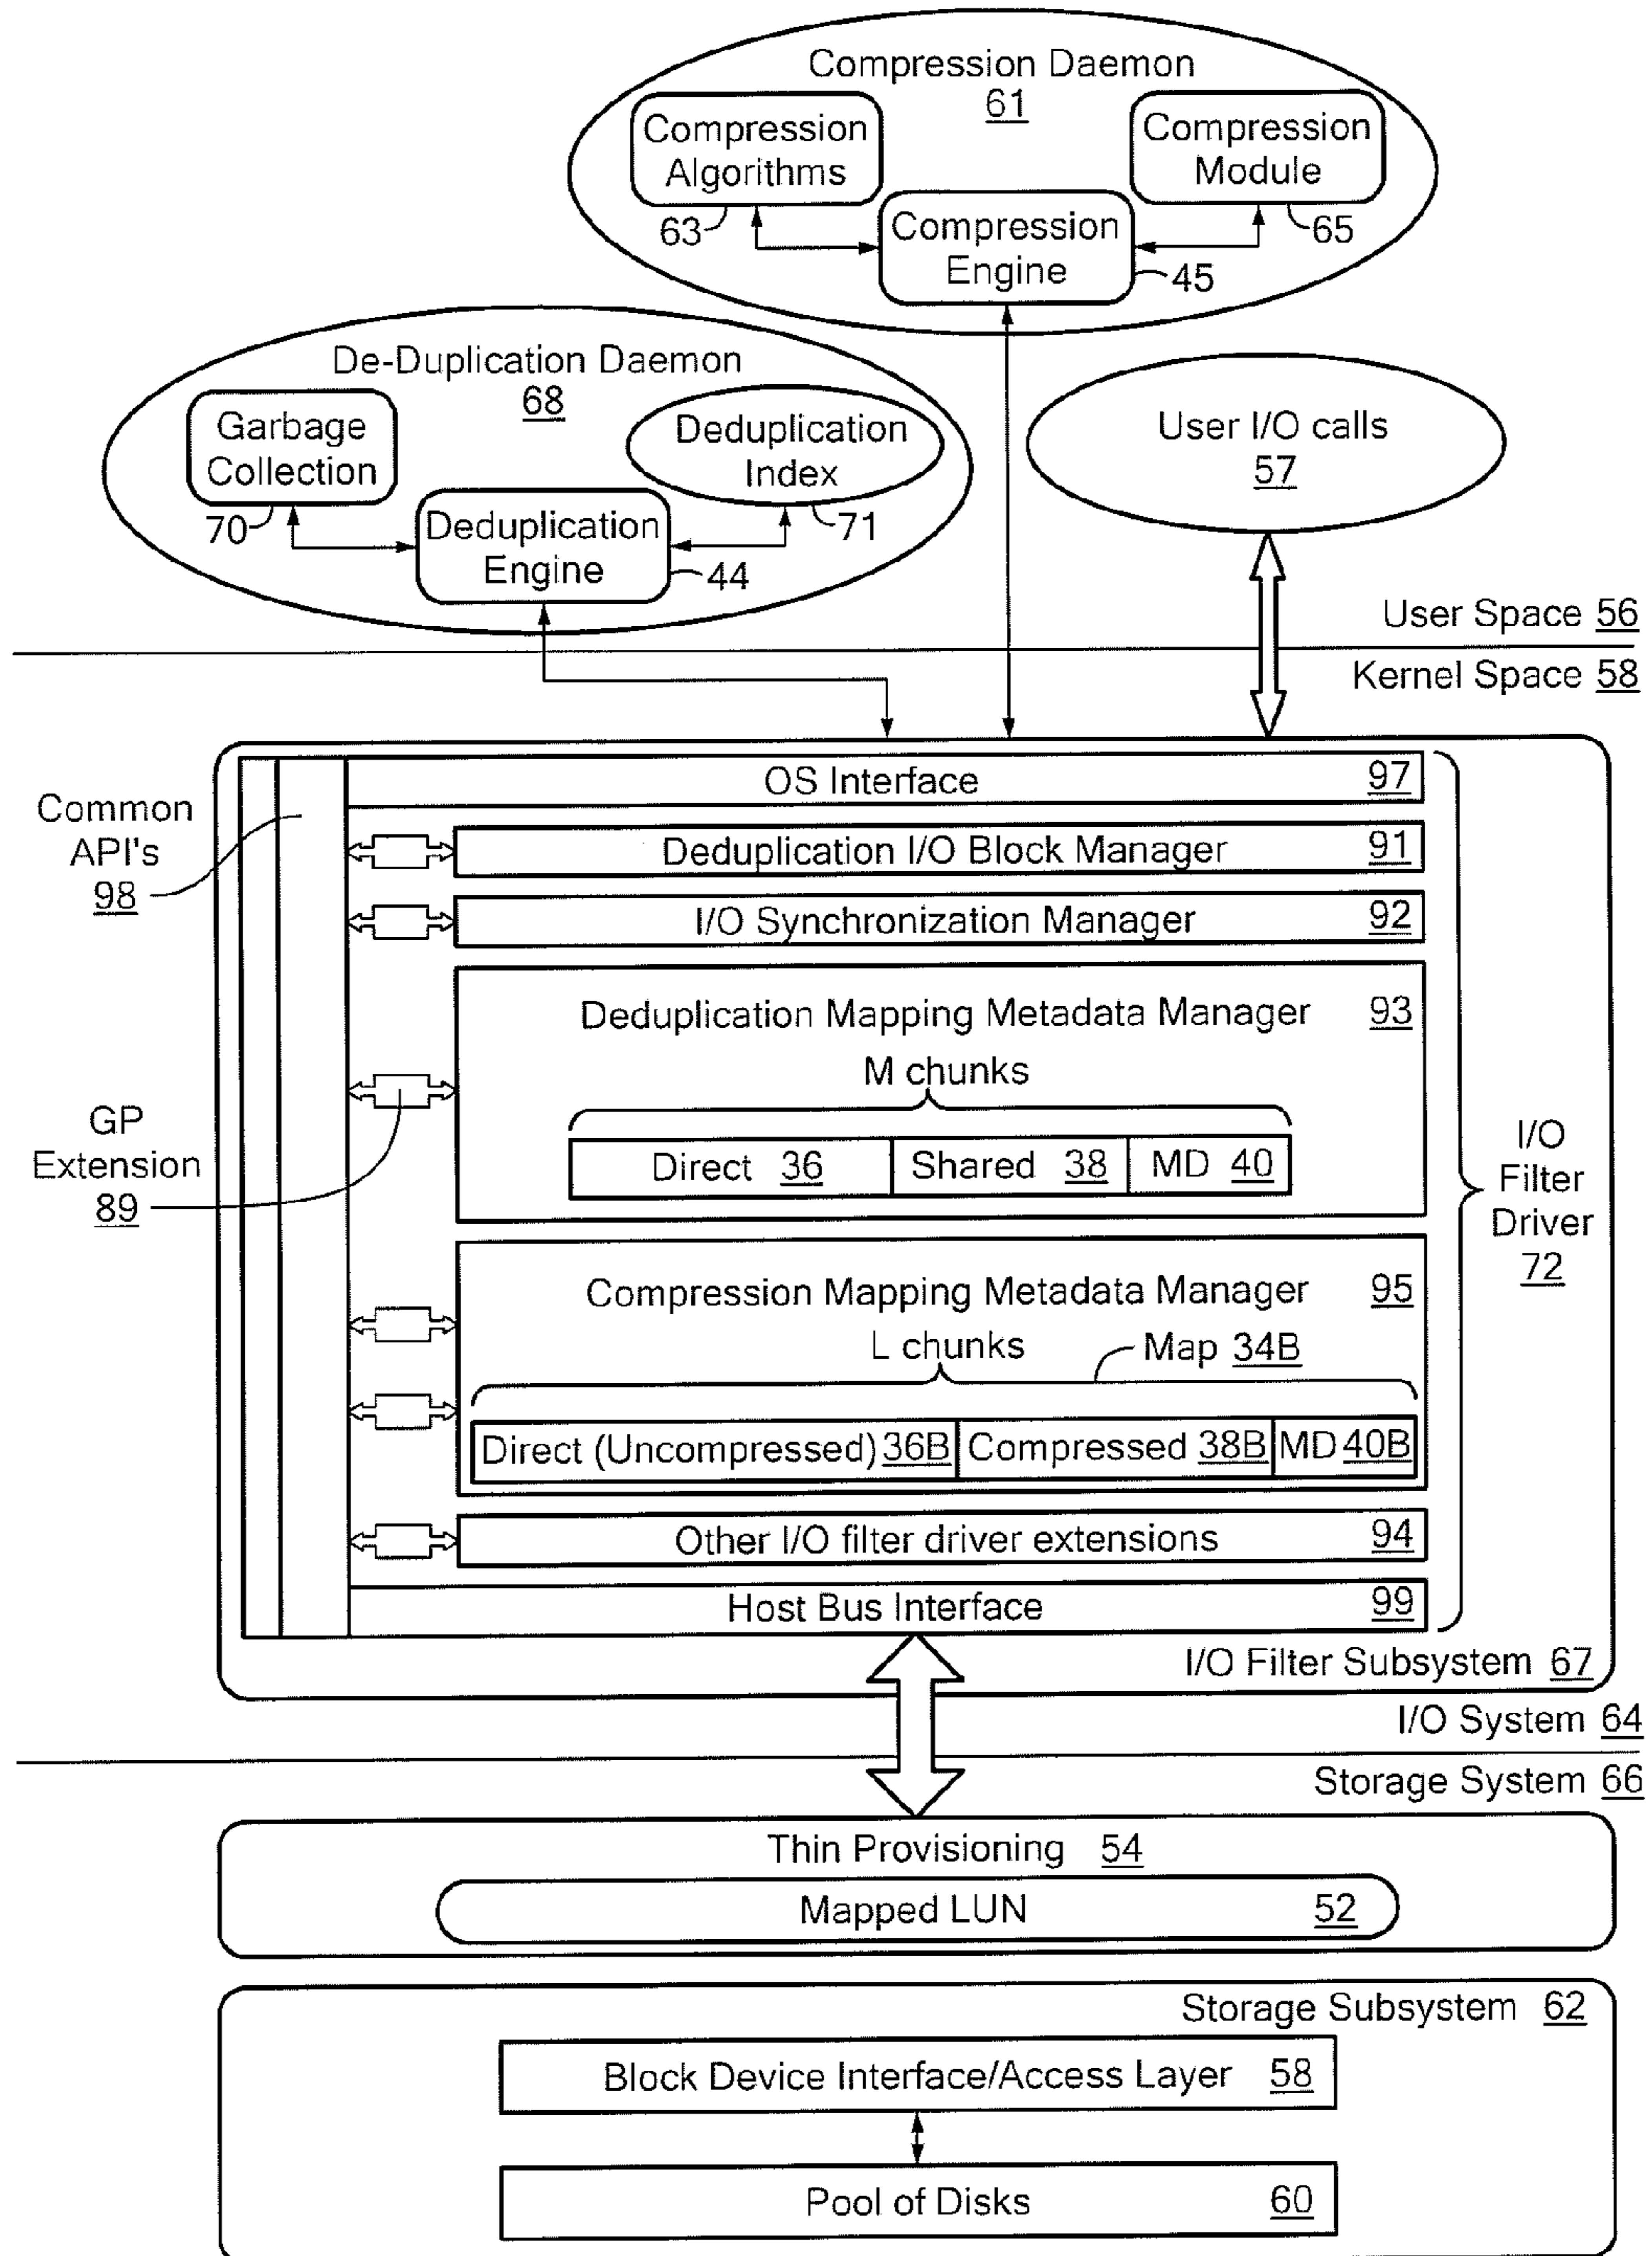 Compression Daemon
61
Compression
Algorithms
63
Compression
Module
65
Compression
Engine
45
De-Duplication Daemon
68
Garbage
Collection
70
Deduplication
Index
71
Deduplication
Engine
44
User I/O calls
57
User Space 56
Kernel Space 58
OS Interface 97
Common
API's
98
Deduplication I/O Block Manager 91
I/O Synchronization Manager 92
Deduplication Mapping Metadata Manager 93
M chunks
Direct 36 Shared 38 MD 40
GP
Extension
89
I/O
Filter
Driver
72
Compression Mapping Metadata Manager 95
L chunks Map 34B
Direct (Uncompressed) 36B Compressed 38B MD 40B
Other I/O filter driver extensions 94
Host Bus Interface 99
I/O Filter Subsystem 67
I/O System 64
Storage System 66
Thin Provisioning 54
Mapped LUN 52
Storage Subsystem 62
Block Device Interface/Access Layer 58
Pool of Disks 60